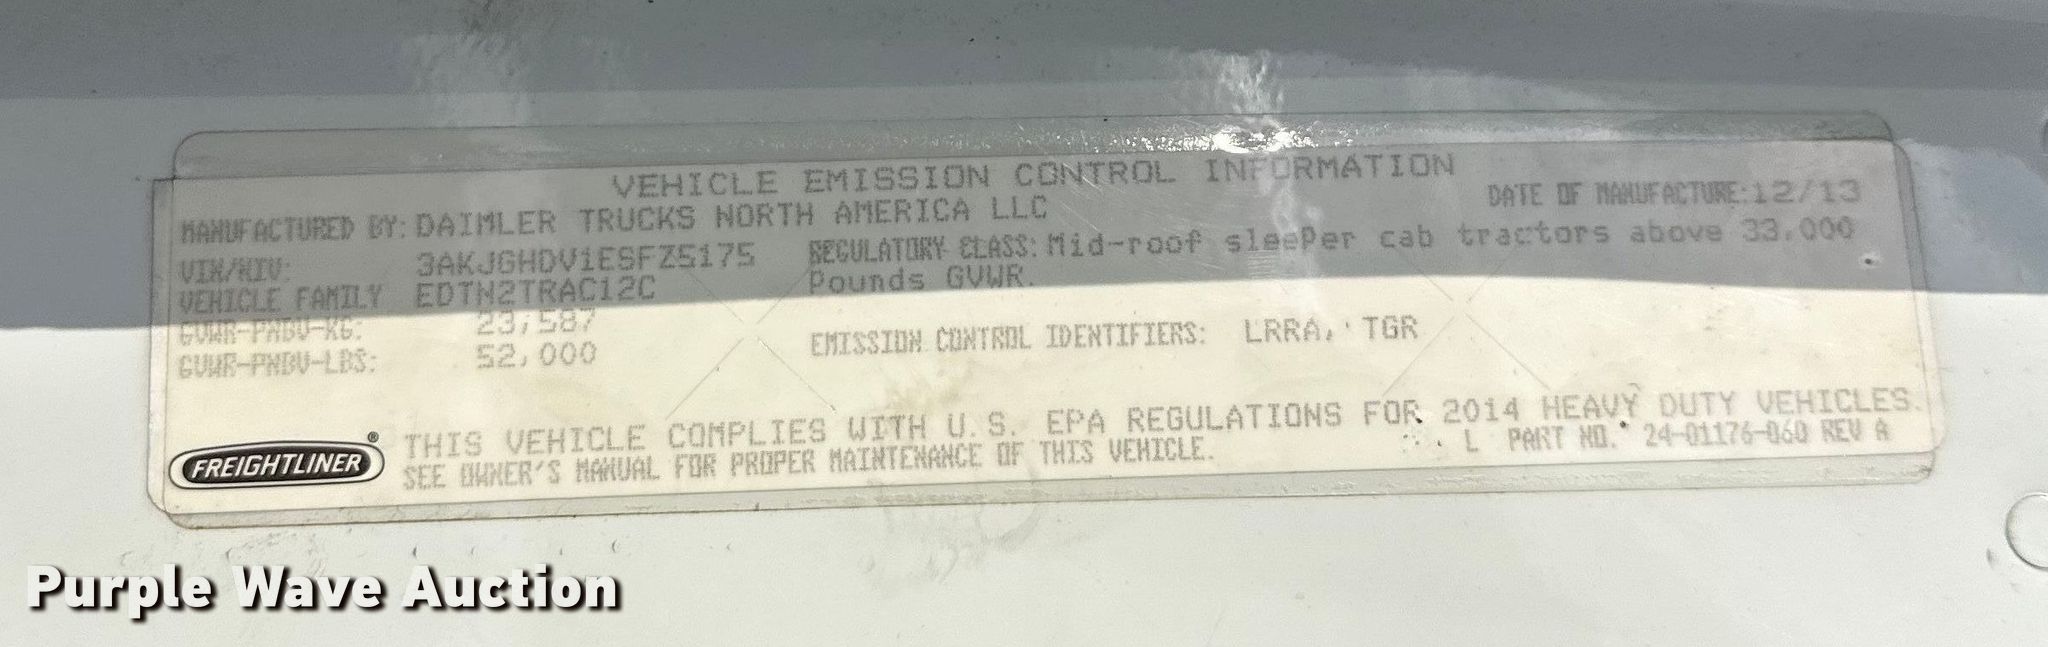 VEHICLE EMISSION CONTROL INFORMATION
MANUFACTURED BY: DAIMLER TRUCKS NORTH AMERICA LLC
DATE OF MANUFACTURE: 12/13
VIN/NIV: 3AKJGHDV1ESFZ5175
REGULATORY CLASS: Mid-roof sleeper cab tractors above 33,000
Pounds GVWR.
VEHICLE FAMILY EDTN2TRAC12C
GVWR-PNBV-KG: 23,587
GVWR-PNBV-LBS: 52,000
EMISSION CONTROL IDENTIFIERS: LRRA, TGR
THIS VEHICLE COMPLIES WITH U.S. EPA REGULATIONS FOR 2014 HEAVY DUTY VEHICLES.
SEE OWNER'S MANUAL FOR PROPER MAINTENANCE OF THIS VEHICLE.
L PART NO. 24-01176-060 REV A
FREIGHTLINER®
Purple Wave Auction